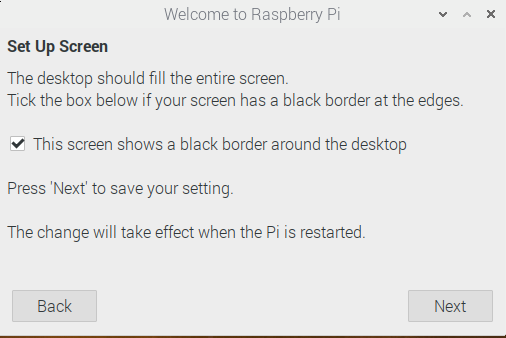 Welcome to Raspberry Pi
Set Up Screen
The desktop should fill the entire screen.
Tick the box below if your screen has a black border at the edges.
This screen shows a black border around the desktop
Press 'Next' to save your setting.
The change will take effect when the Pi is restarted.
Back
Next